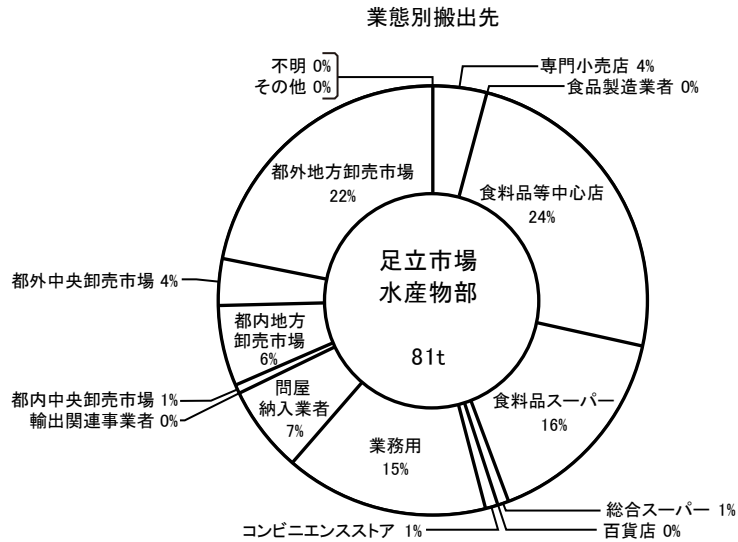 業態別搬出先
不明 0%
その他 0%
専門小売店 4%
食品製造業者 0%
都外地方卸売市場
22%
食料品等中心店
24%
足立市場
水産物部
81t
都外中央卸売市場 4%
都内地方
卸売市場
6%
都内中央卸売市場 1%
輸出関連事業者 0%
問屋
納入業者
7%
業務用
15%
食料品スーパー
16%
総合スーパー 1%
百貨店 0%
コンビニエンスストア 1%